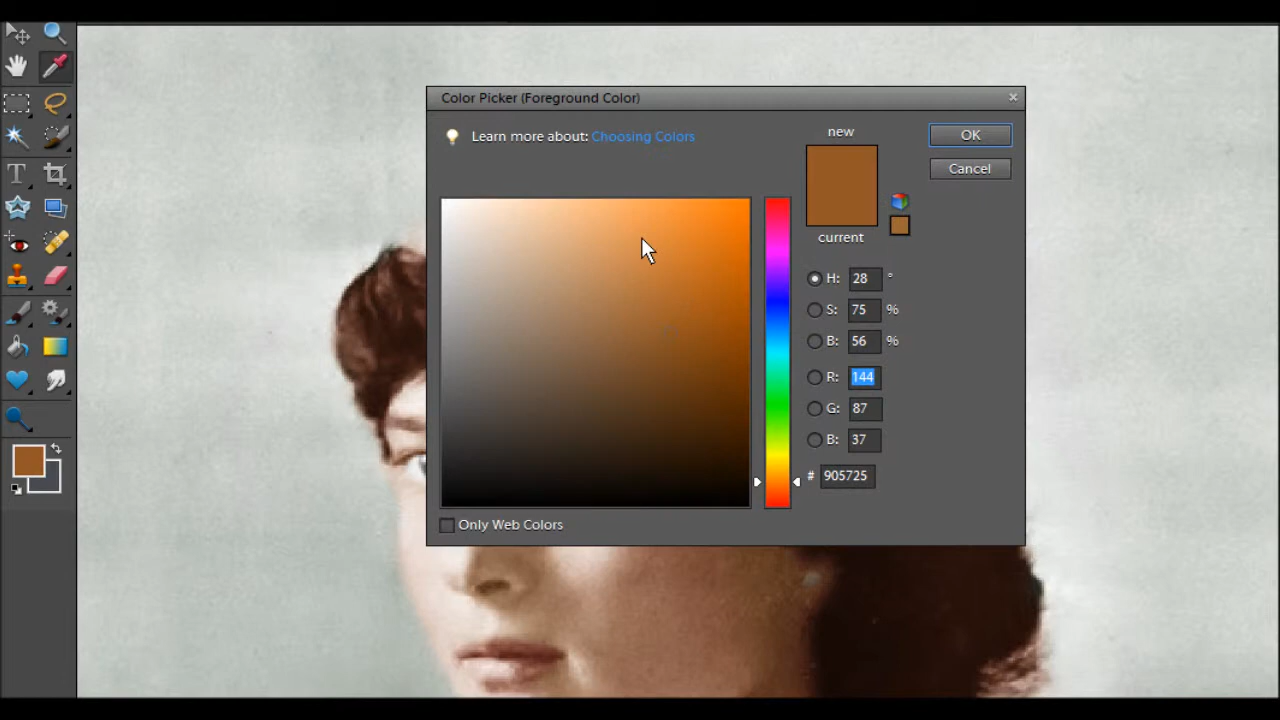 Color Picker (Foreground Color)
Learn more about: Choosing Colors
new
OK
Cancel
current
H: 28 °
S: 75 %
B: 56 %
R: 144
G: 87
B: 37
# 905725
Only Web Colors
T